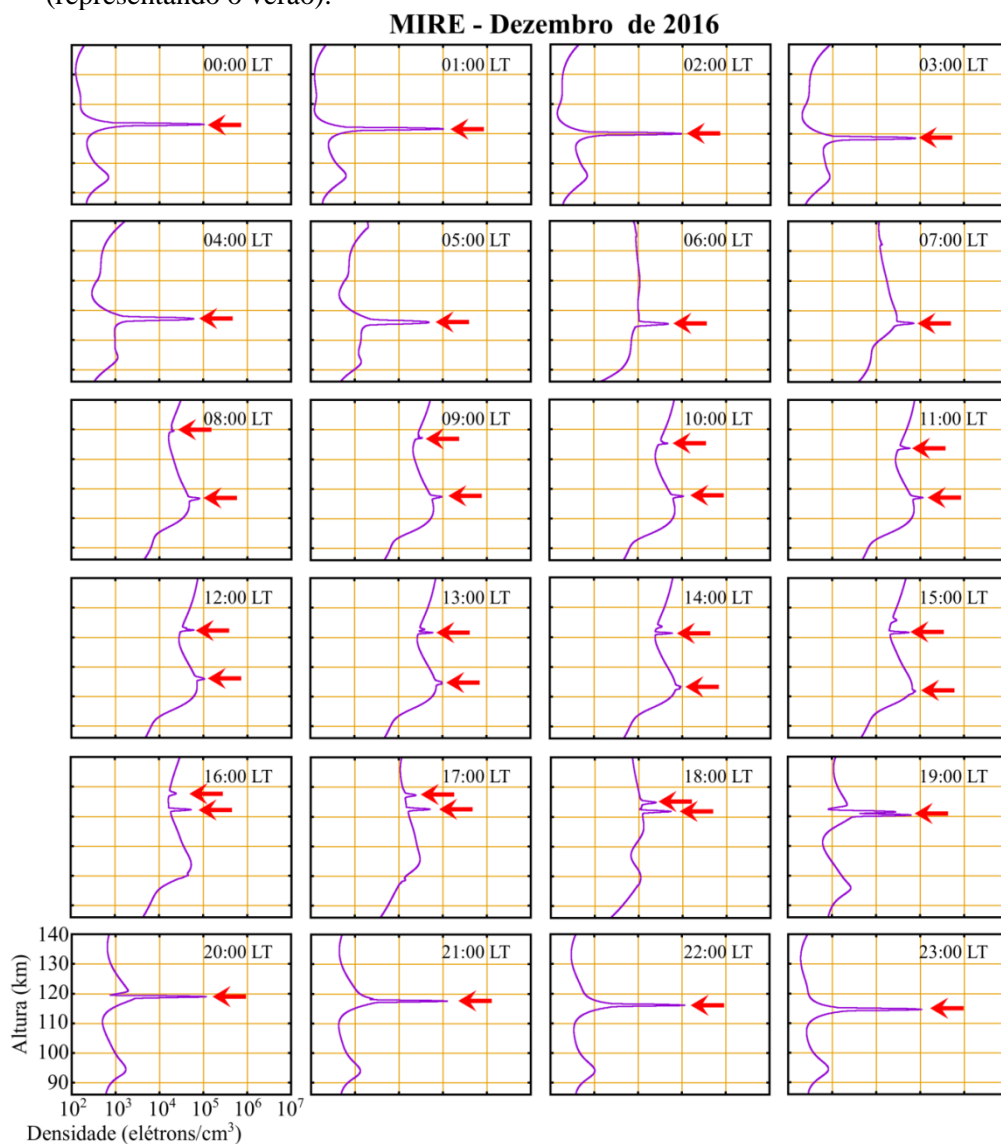 (representando o verão).
MIRE - Dezembro de 2016
00:00 LT
01:00 LT
02:00 LT
03:00 LT
04:00 LT
05:00 LT
06:00 LT
07:00 LT
08:00 LT
09:00 LT
10:00 LT
11:00 LT
12:00 LT
13:00 LT
14:00 LT
15:00 LT
16:00 LT
17:00 LT
18:00 LT
19:00 LT
20:00 LT
21:00 LT
22:00 LT
23:00 LT
140
130
120
110
100
90
Altura (km)
10² 10³ 10⁴ 10⁵ 10⁶ 10⁷
Densidade (elétrons/cm³)